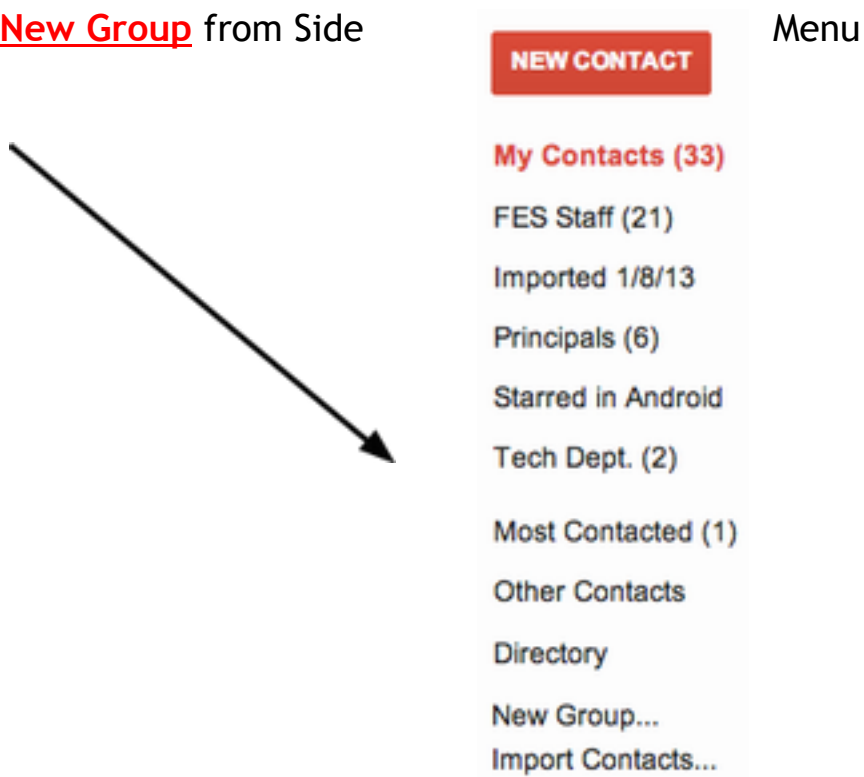 New Group from Side Menu
NEW CONTACT
My Contacts (33)
FES Staff (21)
Imported 1/8/13
Principals (6)
Starred in Android
Tech Dept. (2)
Most Contacted (1)
Other Contacts
Directory
New Group...
Import Contacts...